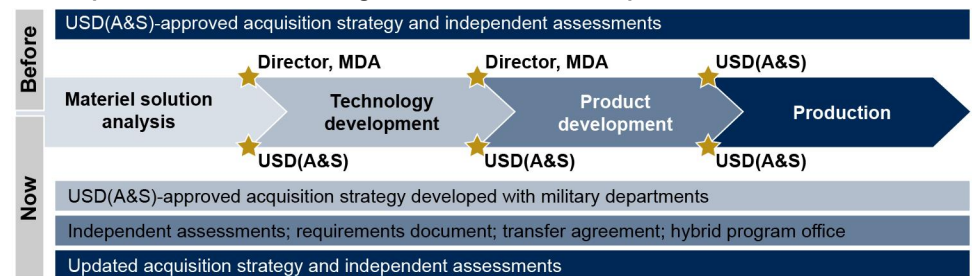 USD(A&S)-approved acquisition strategy and independent assessments
Before
Director, MDA
Director, MDA
USD(A&S)
Materiel solution
analysis
Technology
development
Product
development
Production
USD(A&S)
USD(A&S)
USD(A&S)
Now
USD(A&S)-approved acquisition strategy developed with military departments
Independent assessments; requirements document; transfer agreement; hybrid program office
Updated acquisition strategy and independent assessments